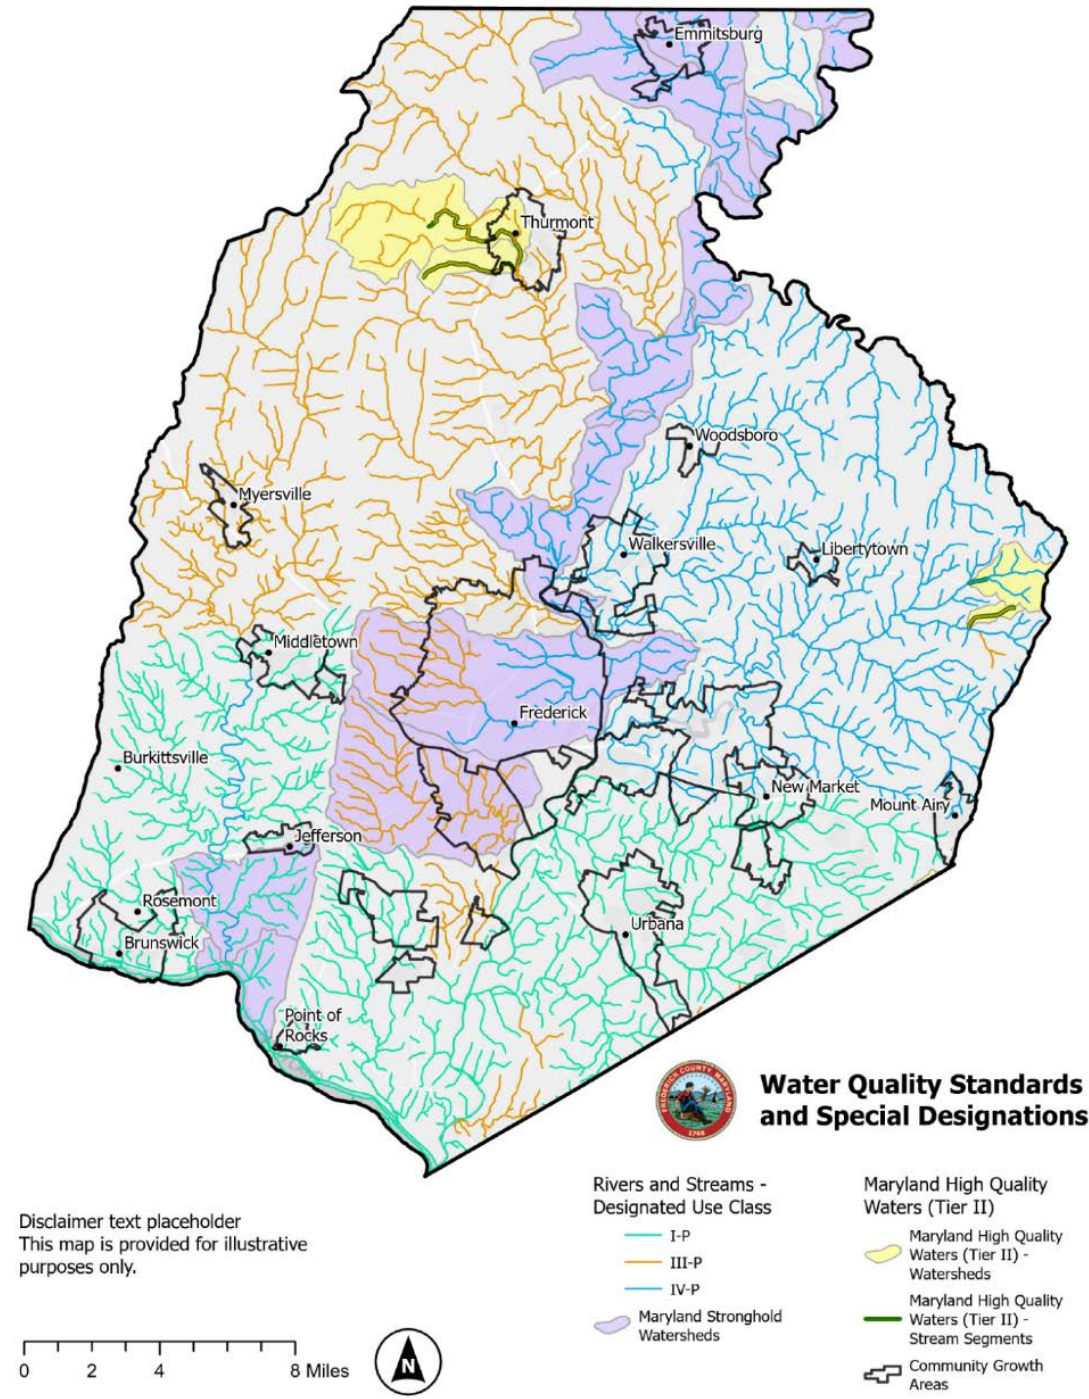 Emmitsburg
Thurmont
Woodsboro
Myersville
Walkersville
Libertytown
Middletown
Frederick
Burkittsville
New Market
Mount Airy
Jefferson
Rosemont
Urbana
Brunswick
Point of
Rocks
FREDERICK COUNTY, MARYLAND
1748
Water Quality Standards
and Special Designations
Rivers and Streams -
Designated Use Class
I-P
III-P
IV-P
Maryland Stronghold
Watersheds
Maryland High Quality
Waters (Tier II)
Maryland High Quality
Waters (Tier II) -
Watersheds
Maryland High Quality
Waters (Tier II) -
Stream Segments
Community Growth
Areas
Disclaimer text placeholder
This map is provided for illustrative
purposes only.
0 2 4 8 Miles
N